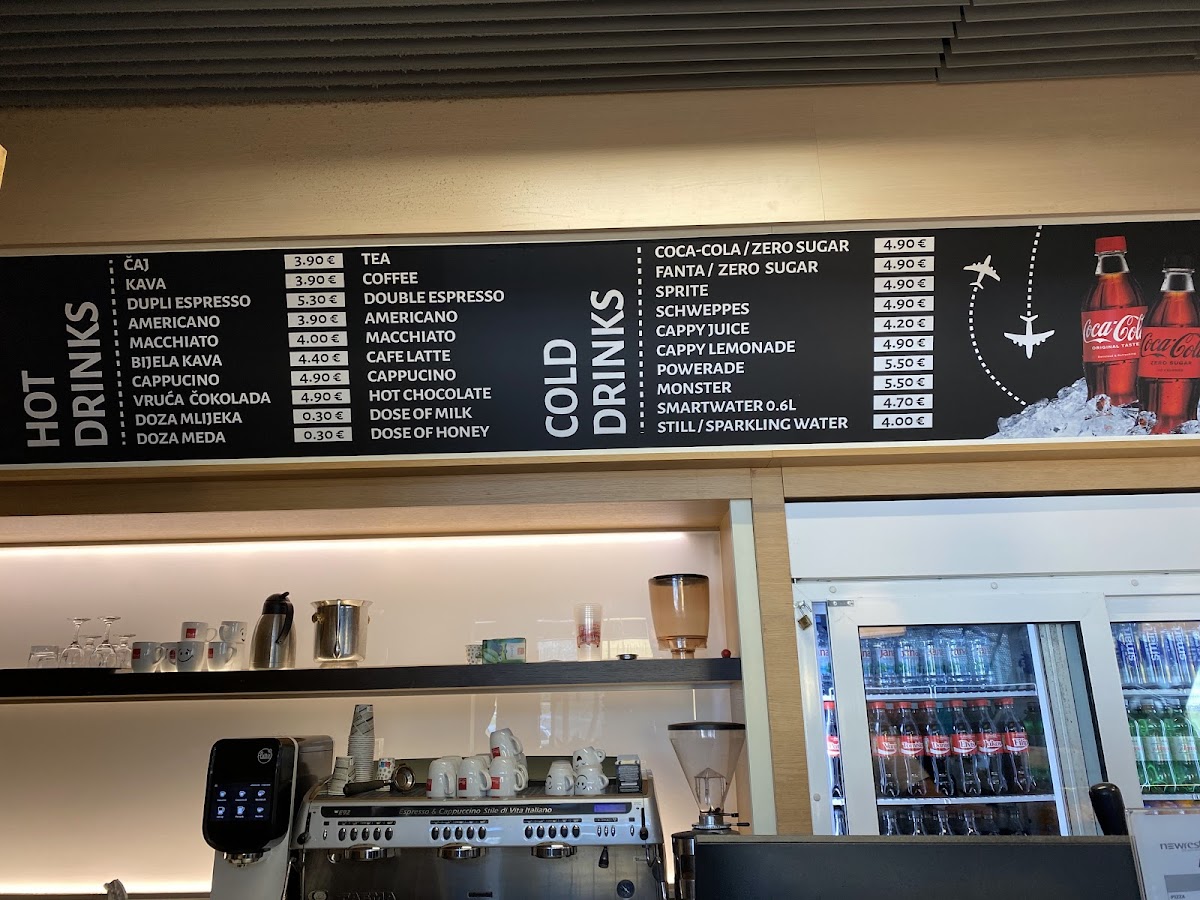 HOT
DRINKS
ČAJ 3.90 € TEA
KAVA 3.90 € COFFEE
DUPLI ESPRESSO 5.30 € DOUBLE ESPRESSO
AMERICANO 3.90 € AMERICANO
MACCHIATO 4.00 € MACCHIATO
BIJELA KAVA 4.40 € CAFE LATTE
CAPPUCINO 4.90 € CAPPUCINO
VRUĆA ČOKOLADA 4.90 € HOT CHOCOLATE
DOZA MLIJEKA 0.30 € DOSE OF MILK
DOZA MEDA 0.30 € DOSE OF HONEY
COLD
DRINKS
COCA-COLA / ZERO SUGAR 4.90 €
FANTA / ZERO SUGAR 4.90 €
SPRITE 4.90 €
SCHWEPPES 4.90 €
CAPPY JUICE 4.20 €
CAPPY LEMONADE 4.90 €
POWERADE 5.50 €
MONSTER 5.50 €
SMARTWATER 0.6L 4.70 €
STILL / SPARKLING WATER 4.00 €
Coca-Cola
ORIGINAL TASTE
Coca-Cola
ZERO SUGAR
Espresso & Cappuccino Stile di Vita Italiano
newrest
PIZZA